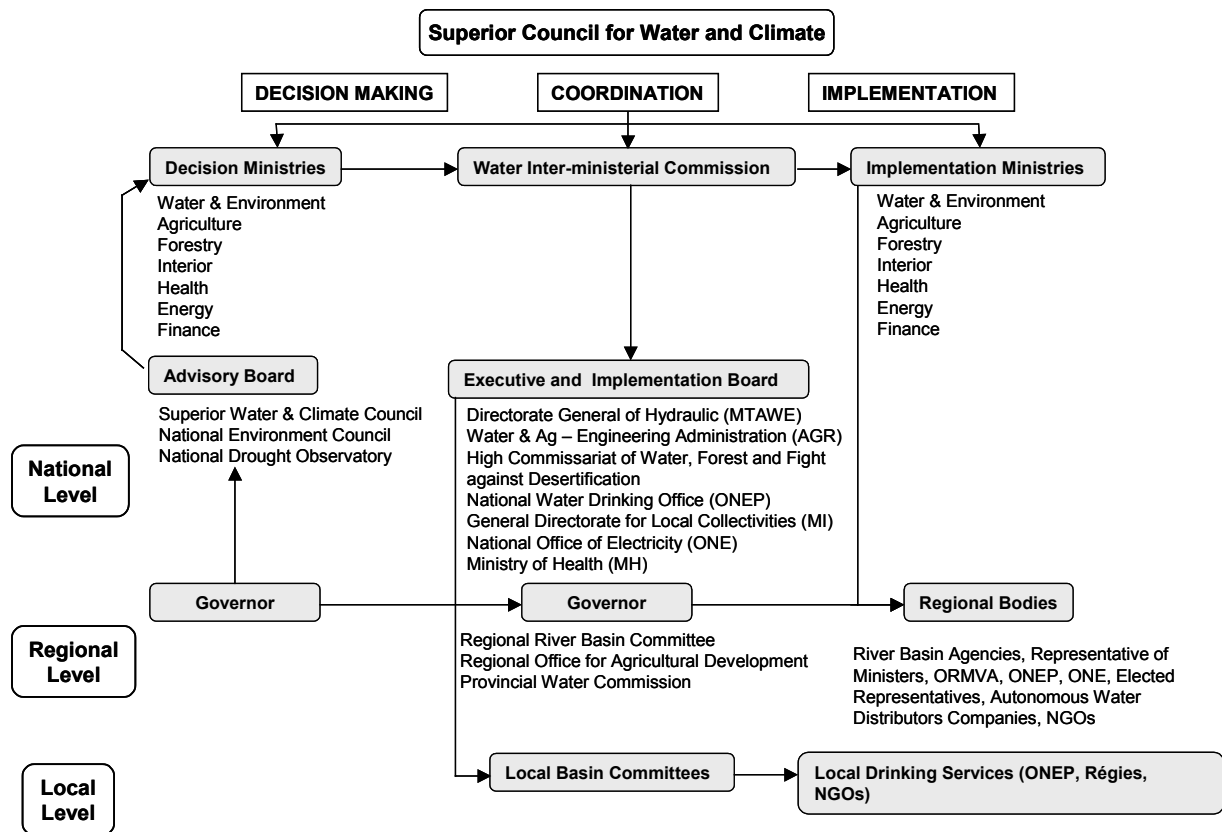 Superior Council for Water and Climate
DECISION MAKING
COORDINATION
IMPLEMENTATION
Decision Ministries
Water Inter-ministerial Commission
Implementation Ministries
Water & Environment
Agriculture
Forestry
Interior
Health
Energy
Finance
Water & Environment
Agriculture
Forestry
Interior
Health
Energy
Finance
Advisory Board
Superior Water & Climate Council
National Environment Council
National Drought Observatory
Executive and Implementation Board
Directorate General of Hydraulic (MTAWE)
Water & Ag – Engineering Administration (AGR)
High Commissariat of Water, Forest and Fight
against Desertification
National Water Drinking Office (ONEP)
General Directorate for Local Collectivities (MI)
National Office of Electricity (ONE)
Ministry of Health (MH)
National
Level
Governor
Governor
Regional Bodies
Regional
Level
Regional River Basin Committee
Regional Office for Agricultural Development
Provincial Water Commission
River Basin Agencies, Representative of
Ministers, ORMVA, ONEP, ONE, Elected
Representatives, Autonomous Water
Distributors Companies, NGOs
Local
Level
Local Basin Committees
Local Drinking Services (ONEP, Régies,
NGOs)